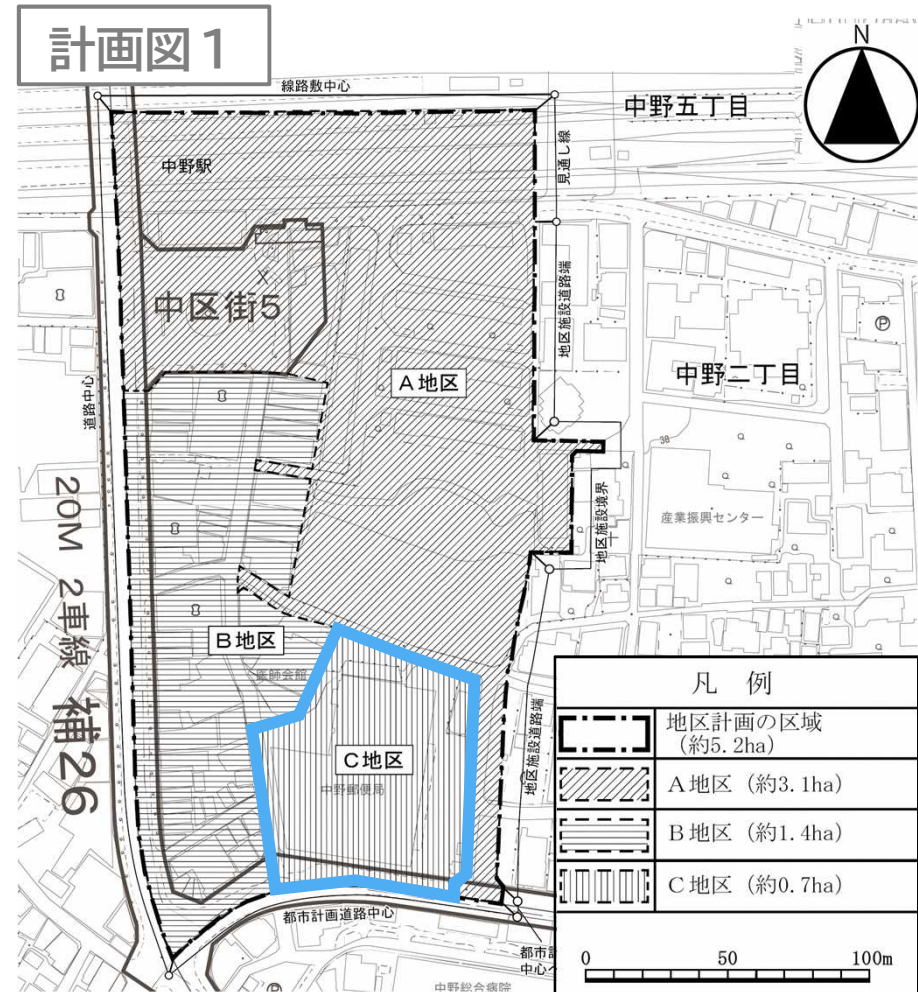 計画図1
N
線路敷中心
中野五丁目
中野駅
見通し線
中区街5
地区施設道路端
A地区
中野二丁目
道路中心
38
20M 2車線 補26
産業振興センター
地区施設境界
B地区
医師会館
C地区
中野郵便局
地区施設道路端
都市計画道路中心
中野総合病院
凡例
地区計画の区域
(約5.2ha)
A地区 (約3.1ha)
B地区 (約1.4ha)
C地区 (約0.7ha)
0 50 100m